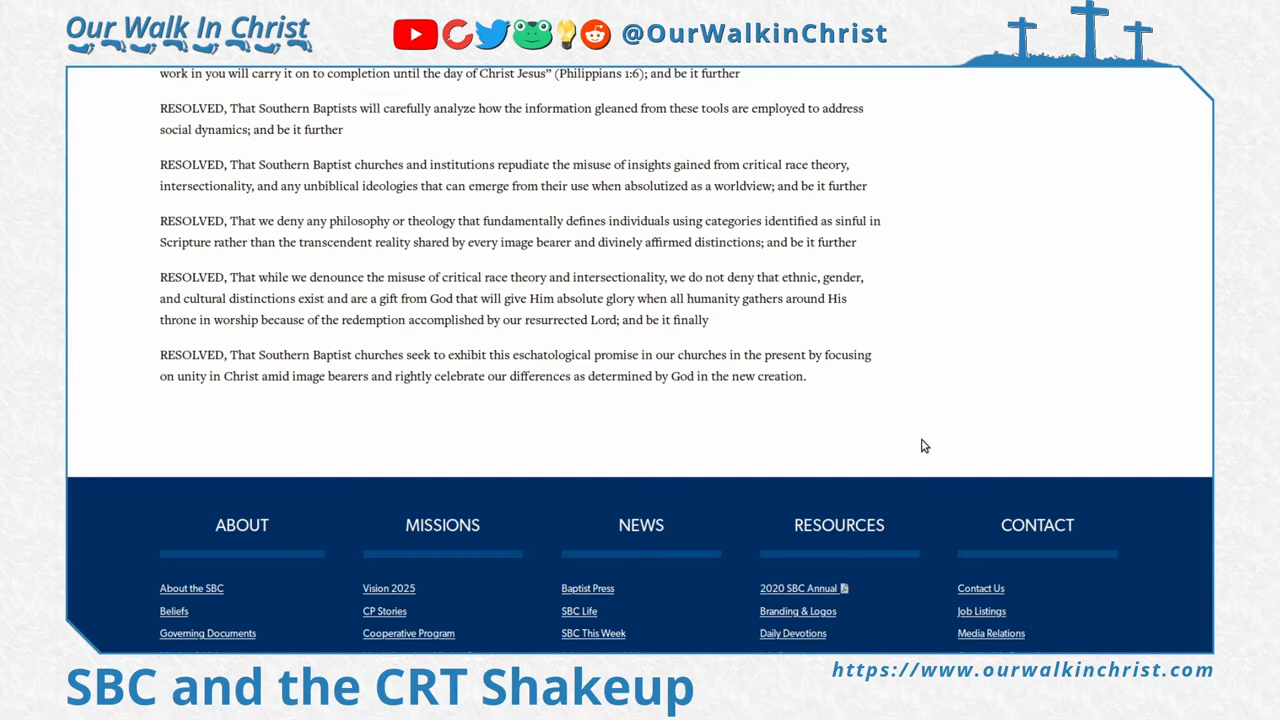 Our Walk In Christ
@OurWalkinChrist
work in you will carry it on to completion until the day of Christ Jesus” (Philippians 1:6); and be it further
RESOLVED, That Southern Baptists will carefully analyze how the information gleaned from these tools are employed to address
social dynamics; and be it further
RESOLVED, That Southern Baptist churches and institutions repudiate the misuse of insights gained from critical race theory,
intersectionality, and any unbiblical ideologies that can emerge from their use when absolutized as a worldview; and be it further
RESOLVED, That we deny any philosophy or theology that fundamentally defines individuals using categories identified as sinful in
Scripture rather than the transcendent reality shared by every image bearer and divinely affirmed distinctions; and be it further
RESOLVED, That while we denounce the misuse of critical race theory and intersectionality, we do not deny that ethnic, gender,
and cultural distinctions exist and are a gift from God that will give Him absolute glory when all humanity gathers around His
throne in worship because of the redemption accomplished by our resurrected Lord; and be it finally
RESOLVED, That Southern Baptist churches seek to exhibit this eschatological promise in our churches in the present by focusing
on unity in Christ amid image bearers and rightly celebrate our differences as determined by God in the new creation.
ABOUT MISSIONS NEWS RESOURCES CONTACT
About the SBC Vision 2025 Baptist Press 2020 SBC Annual Contact Us
Beliefs CP Stories SBC Life Branding & Logos Job Listings
Governing Documents Cooperative Program SBC This Week Daily Devotions Media Relations
SBC and the CRT Shakeup
https://www.ourwalkinchrist.com